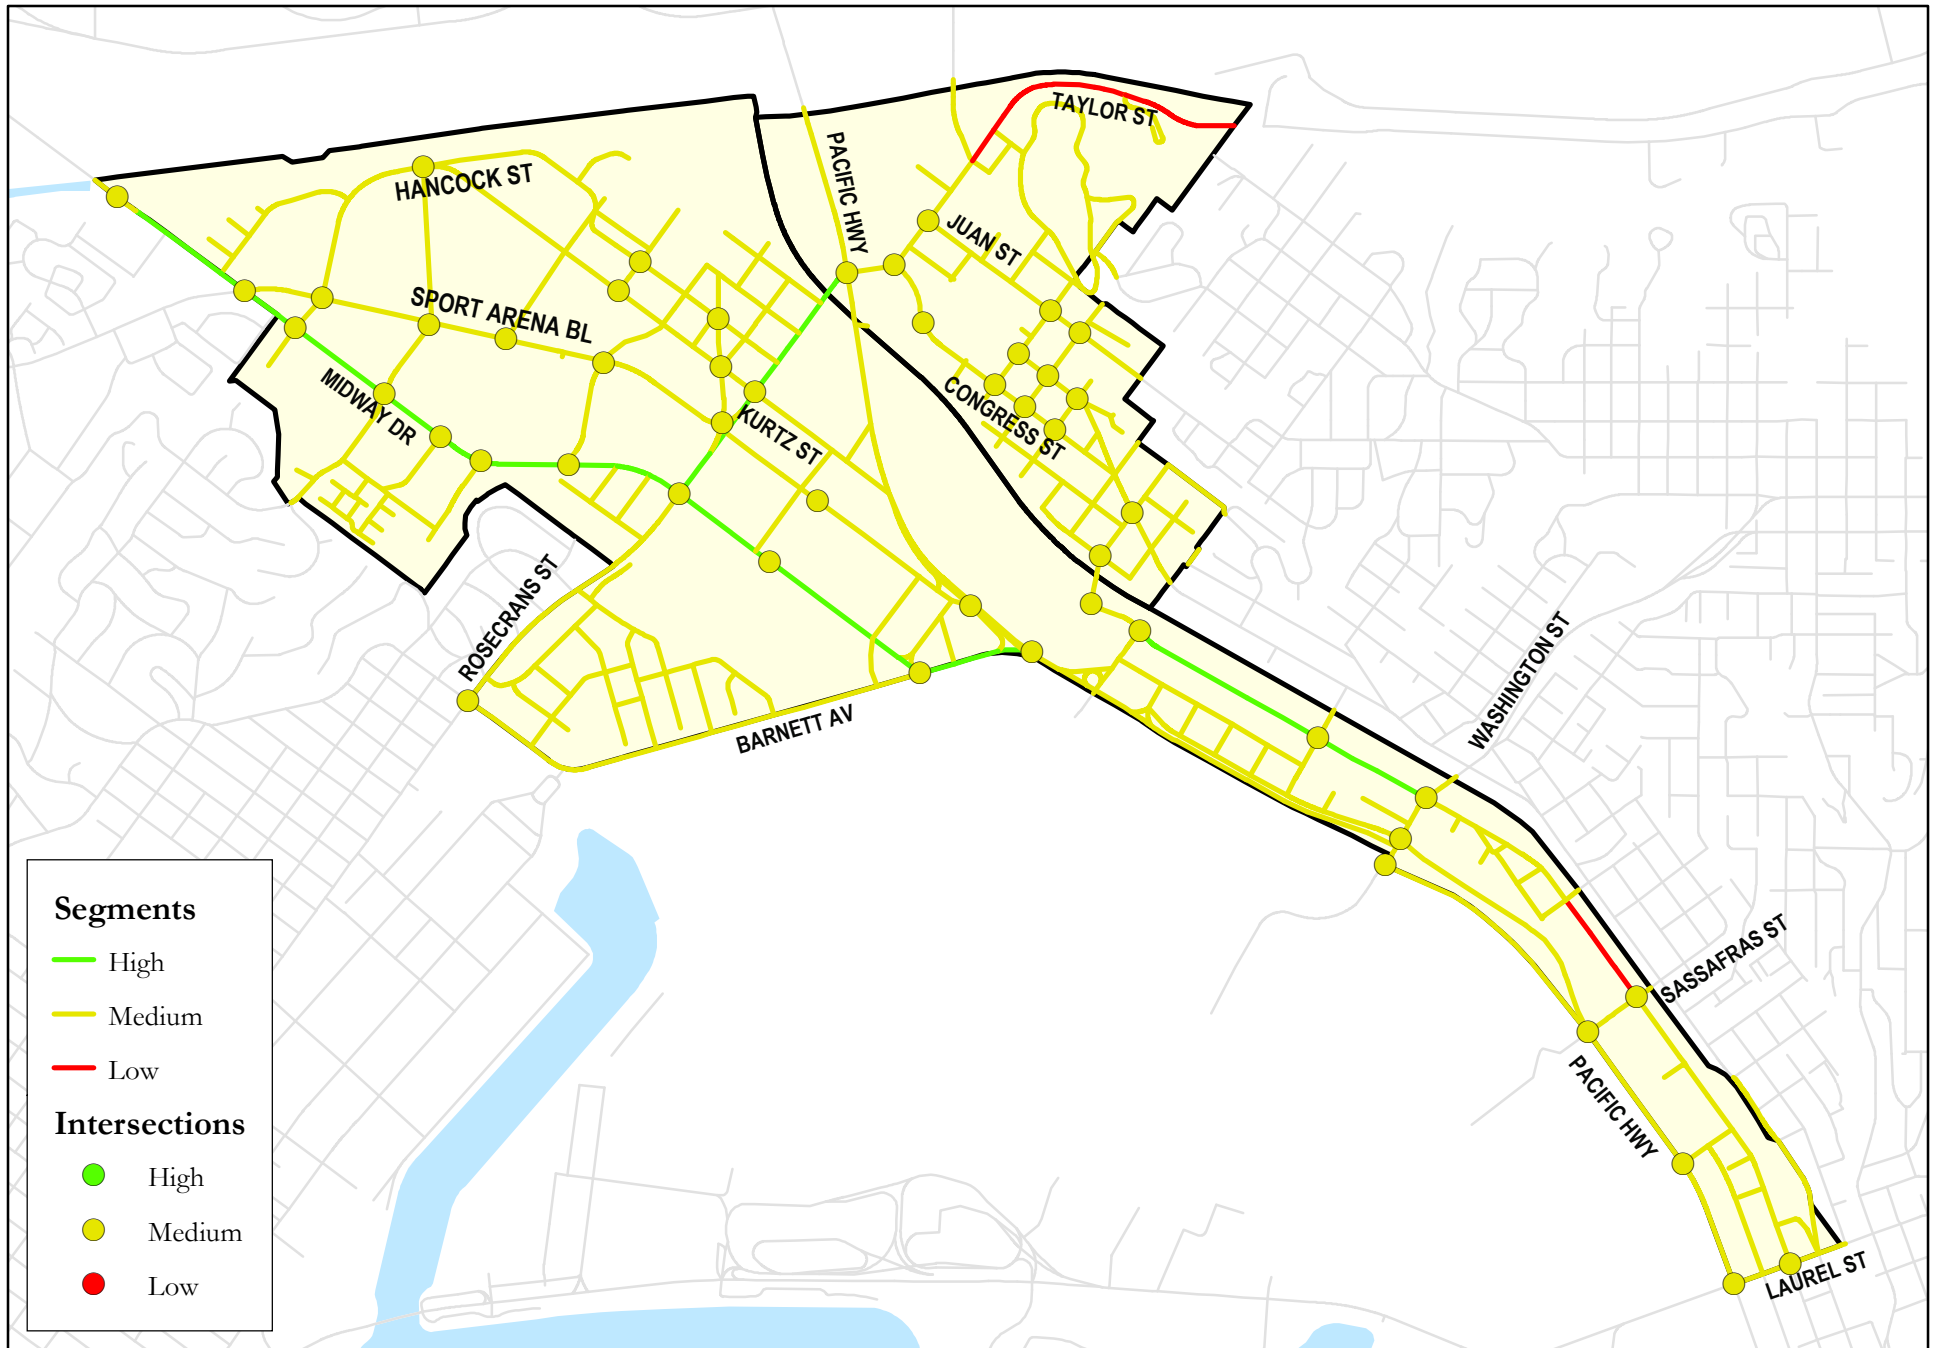 TAYLOR ST
PACIFIC HWY
HANCOCK ST
JUAN ST
SPORT ARENA BL
MIDWAY DR
KURTZ ST
CONGRESS ST
ROSECRANS ST
BARNETT AV
WASHINGTON ST
SASSAFRAS ST
PACIFIC HWY
LAUREL ST
Segments
High
Medium
Low
Intersections
High
Medium
Low